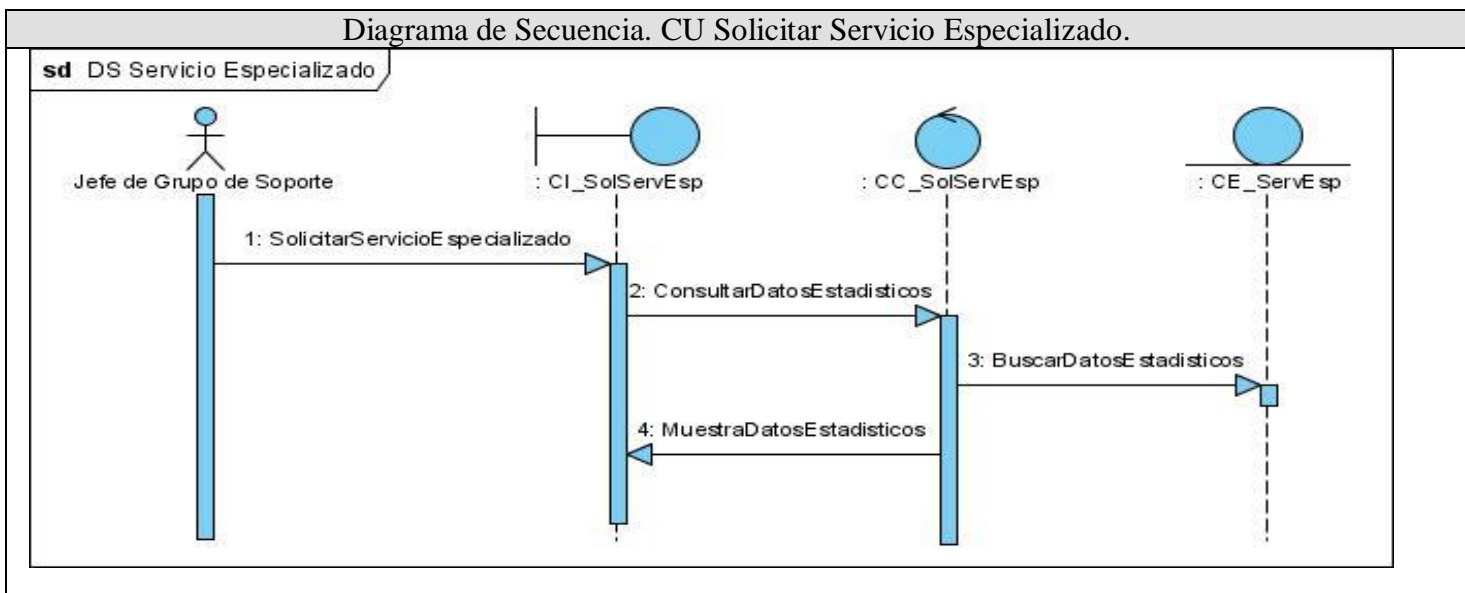 Diagrama de Secuencia. CU Solicitar Servicio Especializado.
sd DS Servicio Especializado
Jefe de Grupo de Soporte
: CI_SolServEsp
: CC_SolServEsp
: CE_ServEsp
1: SolicitarServicioEspecializado
2: ConsultarDatosEstadisticos
3: BuscarDatosEstadisticos
4: MuestraDatosEstadisticos